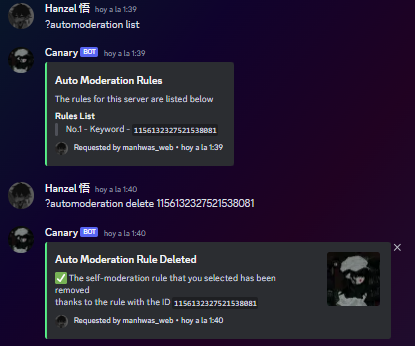 Hanzel 悟 hoy a la 1:39
?automoderation list
Canary BOT hoy a la 1:39
Auto Moderation Rules
The rules for this server are listed below
Rules List
No.1 - Keyword - 1156132327521538081
Requested by manhwas_web • hoy a la 1:39
Hanzel 悟 hoy a la 1:40
?automoderation delete 1156132327521538081
Canary BOT hoy a la 1:40
Auto Moderation Rule Deleted
✅ The self-moderation rule that you selected has been
removed
thanks to the rule with the ID 1156132327521538081
Requested by manhwas_web • hoy a la 1:40